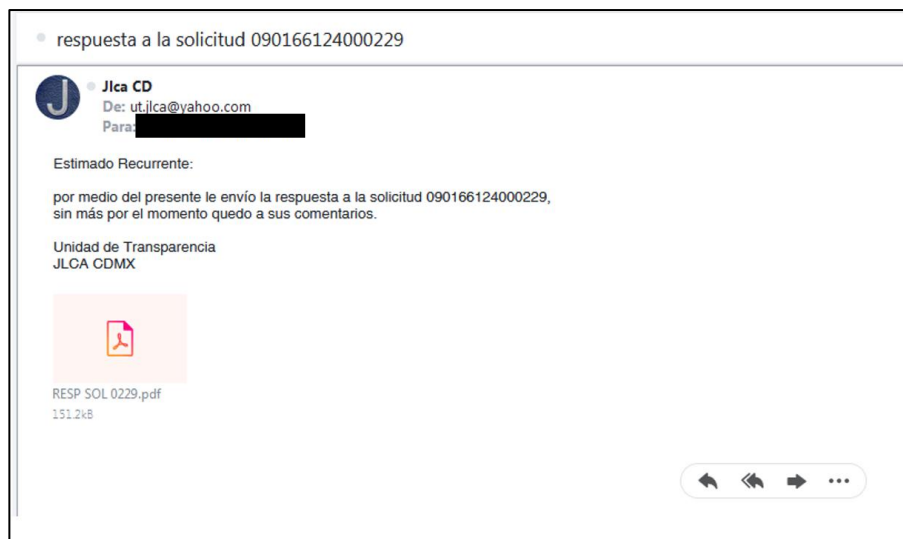 respuesta a la solicitud 090166124000229
J
Jlca CD
De: ut.jlca@yahoo.com
Para:
Estimado Recurrente:
por medio del presente le envío la respuesta a la solicitud 090166124000229,
sin más por el momento quedo a sus comentarios.
Unidad de Transparencia
JLCA CDMX
RESP SOL 0229.pdf
151.2kB